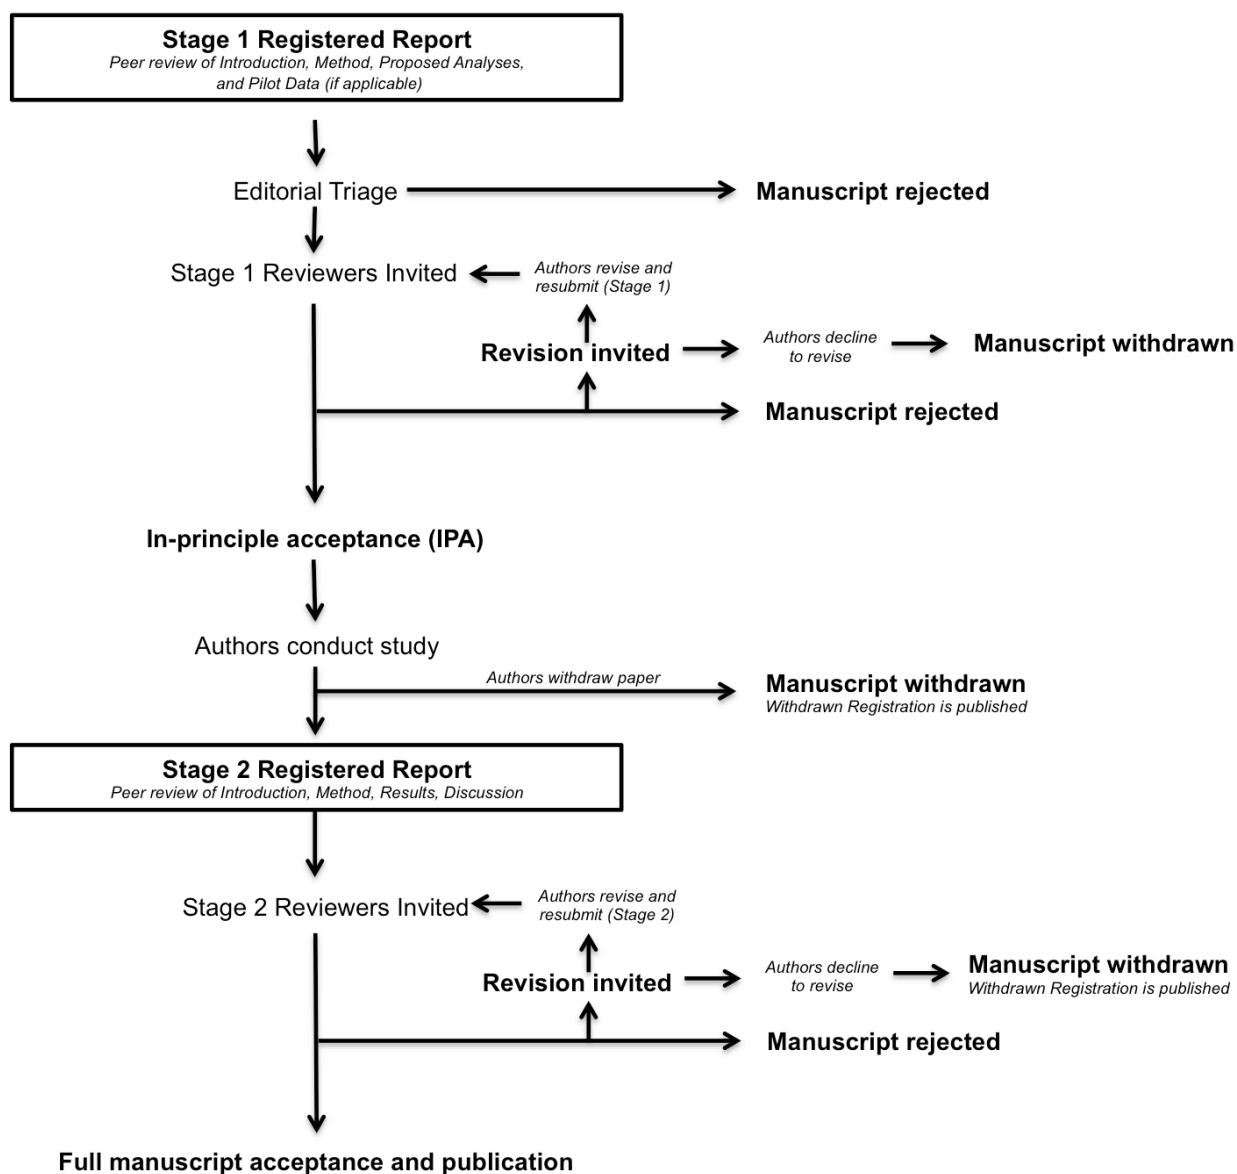 Stage 1 Registered Report
Peer review of Introduction, Method, Proposed Analyses,
and Pilot Data (if applicable)
Editorial Triage
Manuscript rejected
Stage 1 Reviewers Invited
Authors revise and
resubmit (Stage 1)
Revision invited
Authors decline
to revise
Manuscript withdrawn
Manuscript rejected
In-principle acceptance (IPA)
Authors conduct study
Authors withdraw paper
Manuscript withdrawn
Withdrawn Registration is published
Stage 2 Registered Report
Peer review of Introduction, Method, Results, Discussion
Stage 2 Reviewers Invited
Authors revise and
resubmit (Stage 2)
Revision invited
Authors decline
to revise
Manuscript withdrawn
Withdrawn Registration is published
Manuscript rejected
Full manuscript acceptance and publication